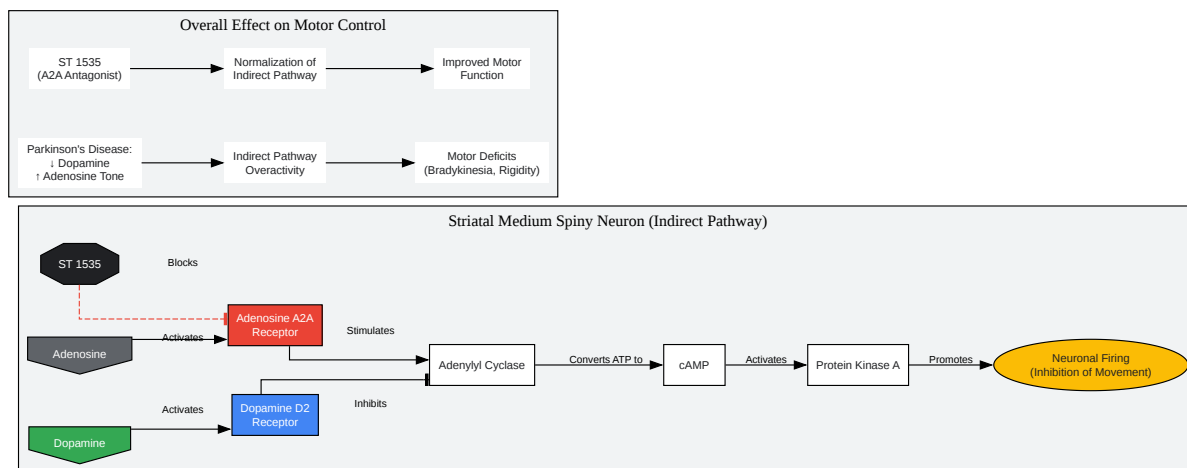 Overall Effect on Motor Control
ST 1535
(A2A Antagonist)
Normalization of
Indirect Pathway
Improved Motor
Function
Parkinson's Disease:
↓ Dopamine
↑ Adenosine Tone
Indirect Pathway
Overactivity
Motor Deficits
(Bradykinesia, Rigidity)
Striatal Medium Spiny Neuron (Indirect Pathway)
ST 1535
Blocks
Adenosine A2A
Receptor
Activates
Adenosine
Stimulates
Adenylyl Cyclase
Converts ATP to
cAMP
Activates
Protein Kinase A
Promotes
Neuronal Firing
(Inhibition of Movement)
Inhibits
Activates
Dopamine D2
Receptor
Dopamine